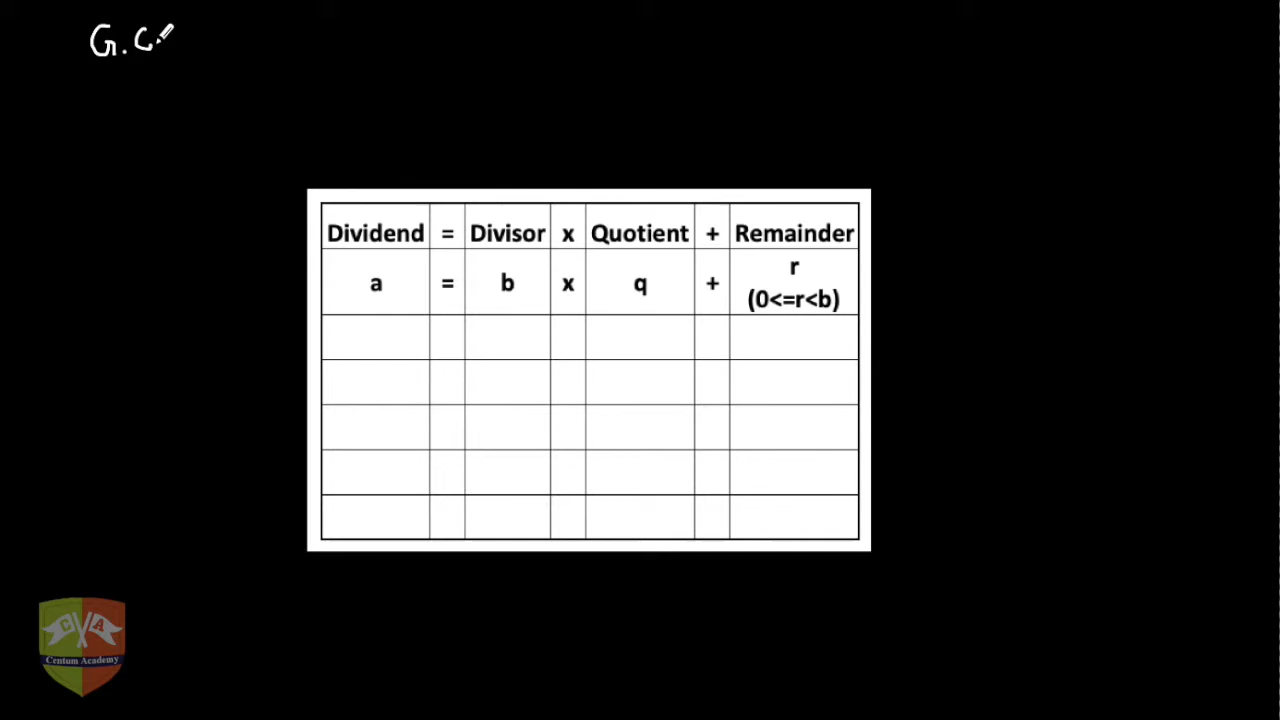 G.C
Dividend = Divisor x Quotient + Remainder
a = b x q + r
(0<=r<b)
C A
Centum Academy